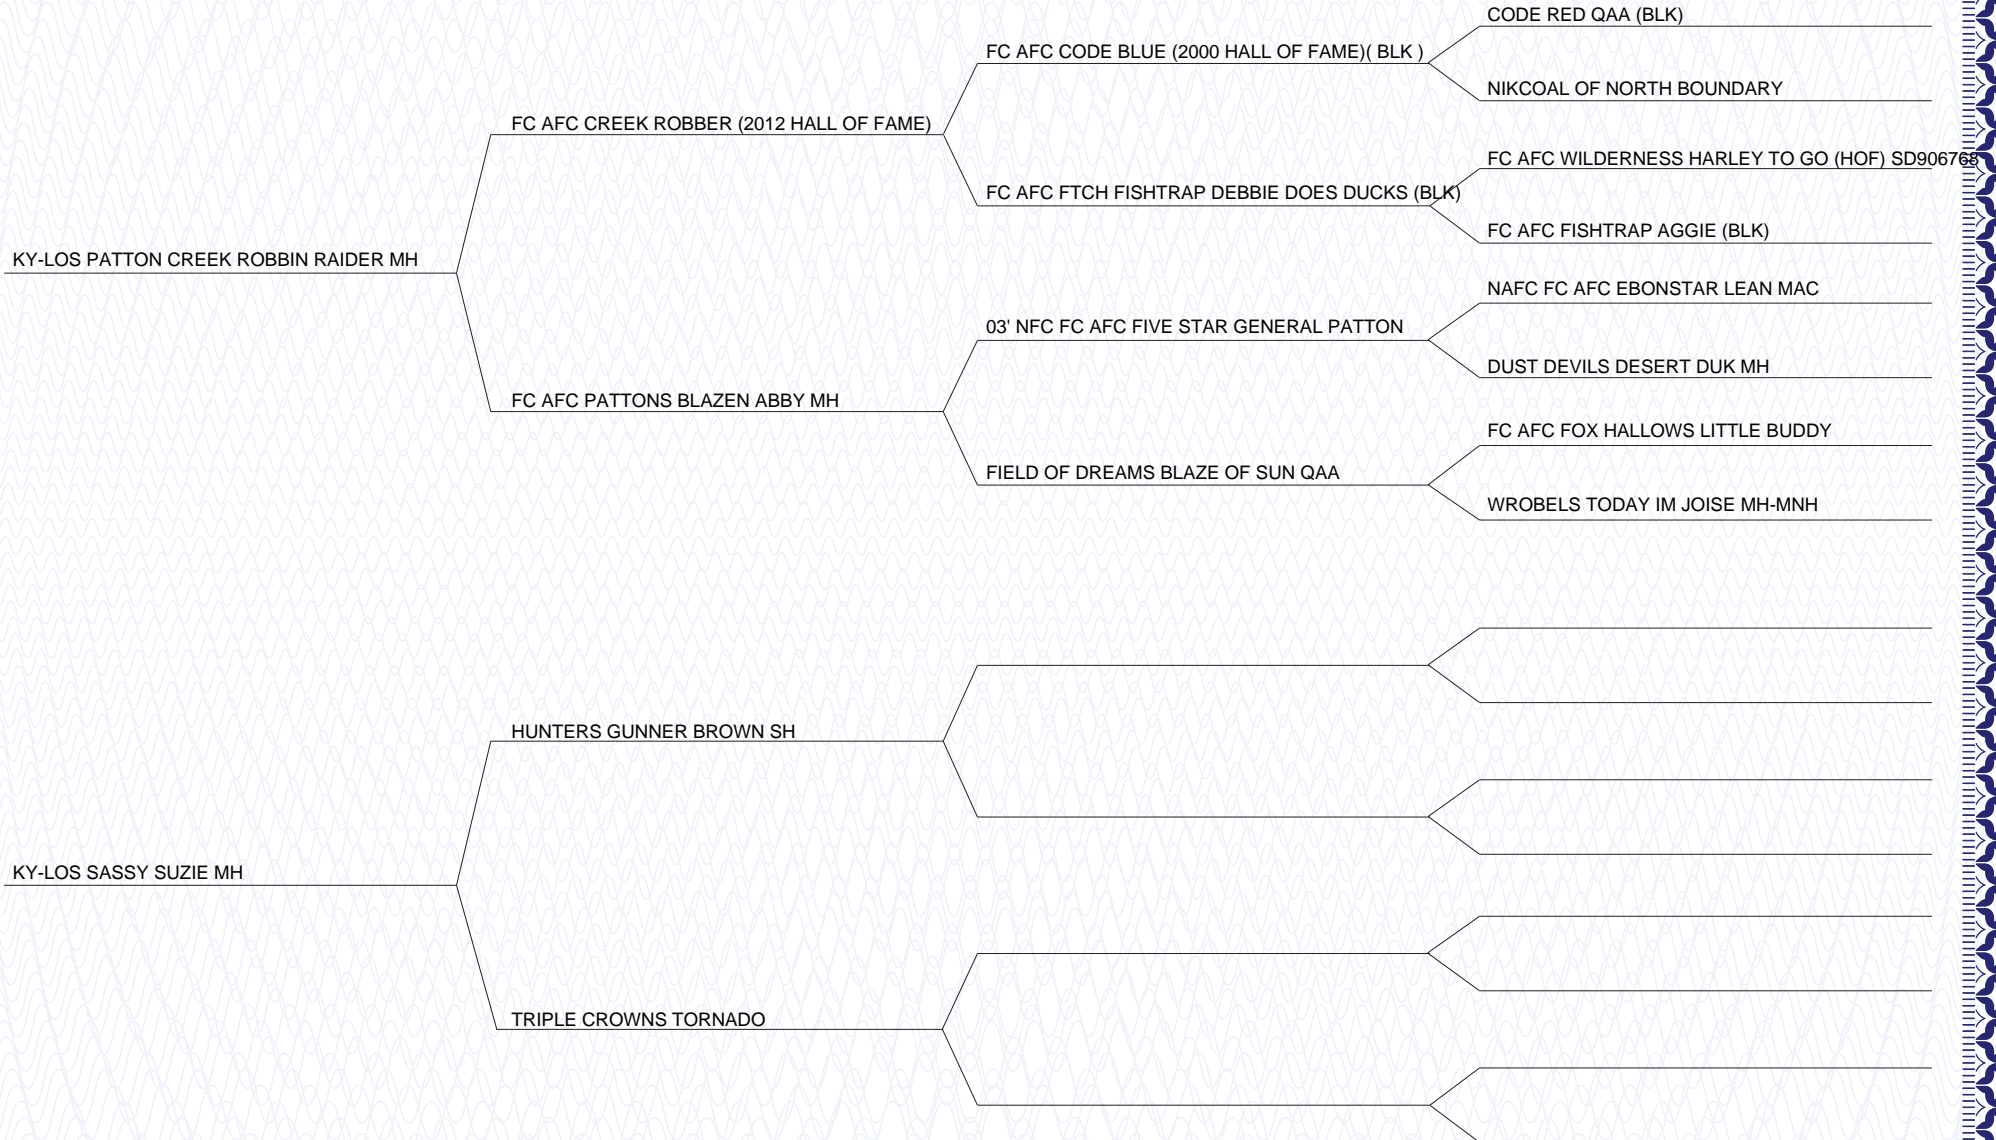 CODE RED QAA (BLK)
FC AFC CODE BLUE (2000 HALL OF FAME)( BLK )
NIKCOAL OF NORTH BOUNDARY
FC AFC CREEK ROBBER (2012 HALL OF FAME)
FC AFC WILDERNESS HARLEY TO GO (HOF) SD906768
FC AFC FTCH FISHTRAP DEBBIE DOES DUCKS (BLK)
FC AFC FISHTRAP AGGIE (BLK)
KY-LOS PATTON CREEK ROBBIN RAIDER MH
NAFC FC AFC EBONSTAR LEAN MAC
03' NFC FC AFC FIVE STAR GENERAL PATTON
DUST DEVILS DESERT DUK MH
FC AFC PATTONS BLAZEN ABBY MH
FC AFC FOX HALLOWS LITTLE BUDDY
FIELD OF DREAMS BLAZE OF SUN QAA
WROBELS TODAY IM JOISE MH-MNH
HUNTERS GUNNER BROWN SH
KY-LOS SASSY SUZIE MH
TRIPLE CROWNS TORNADO